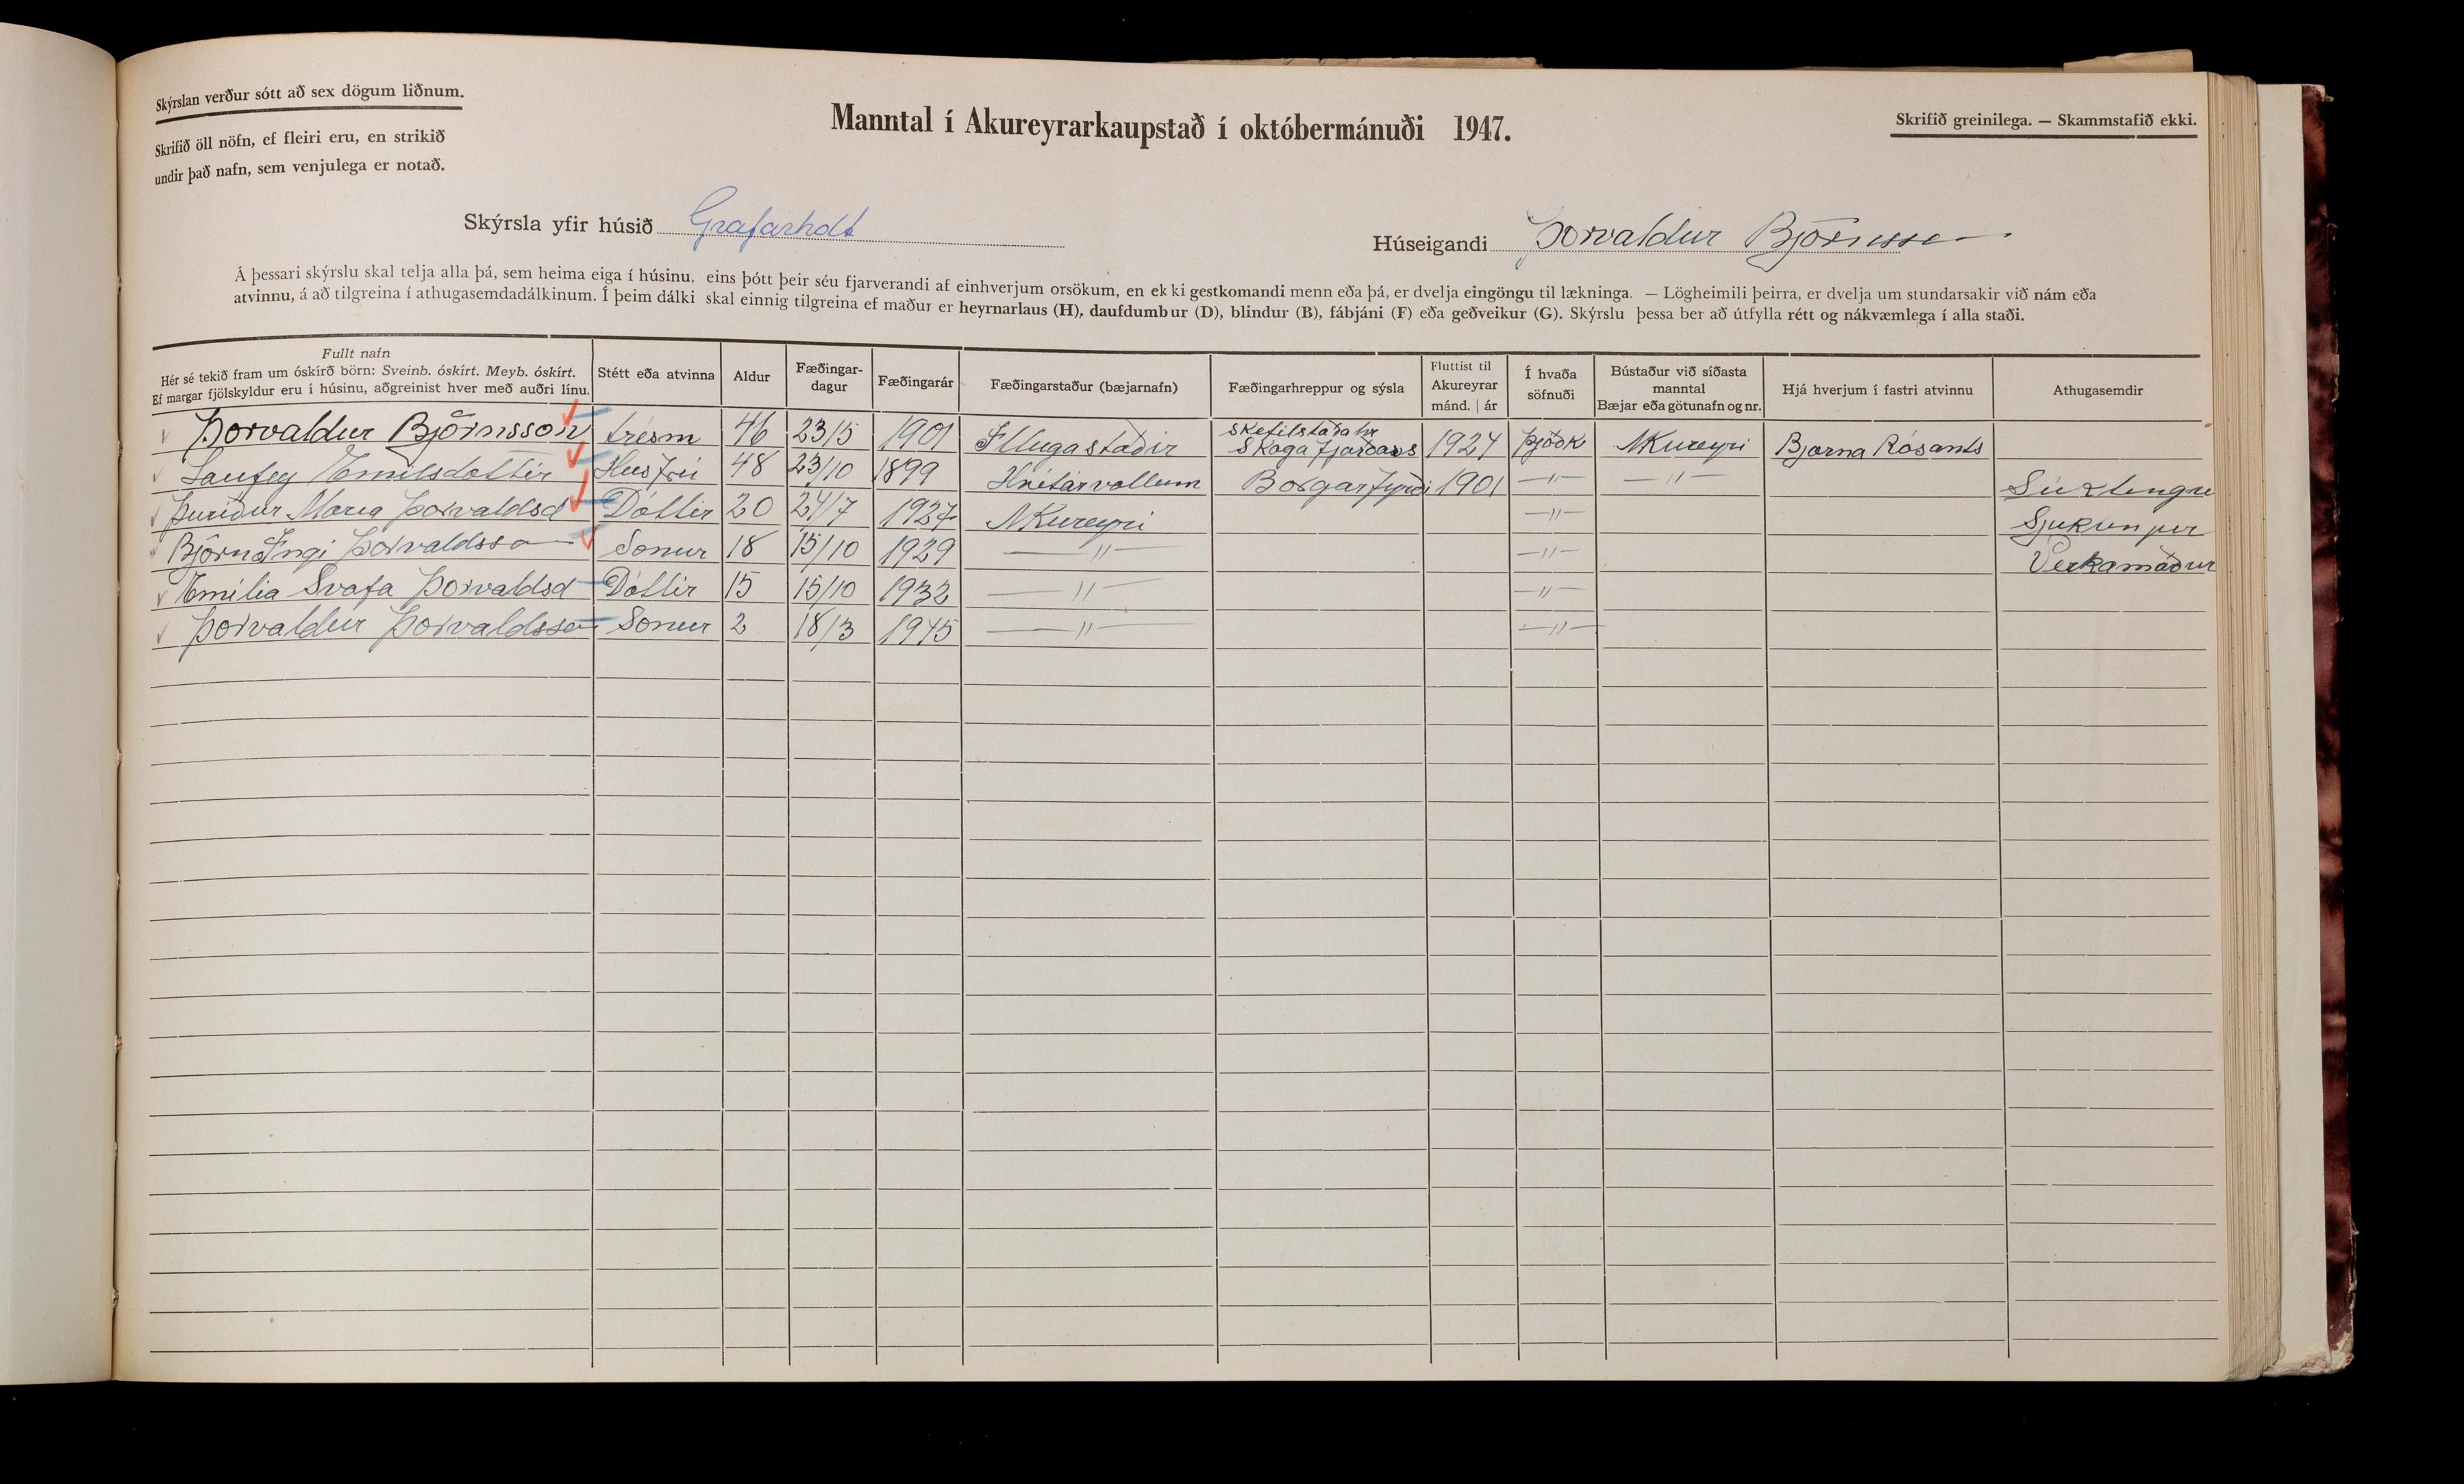 Skýrslan verður sótt að sex dögum liðnum.
Skrifið öll nöfn, ef fleiri eru, en strikið
undir það nafn, sem venjulega er notað.
Manntal í Akureyrarkaupstað í októbermánuði 1947.
Skrifið greinilega. — Skammstafið ekki.
Skýrsla yfir húsið Grafarholt
Húseigandi Þorvaldur Björnsson
Á þessari skýrslu skal telja alla þá, sem heima eiga í húsinu, eins þótt þeir séu fjarverandi af einhverjum orsökum, en ekki gestkomandi menn eða þá, er dvelja eingöngu til lækninga. — Lögheimili þeirra, er dvelja um stundarsakir við nám eða
atvinnu, á að tilgreina í athugasemdadálkinum. Í þeim dálki skal einnig tilgreina ef maður er heyrnarlaus (H), daufdumbur (D), blindur (B), fábjáni (F) eða geðveikur (G). Skýrslu þessa ber að útfylla rétt og nákvæmlega í alla staði.
Fullt nafn
Hér sé tekið fram um óskírð börn: Sveinb. óskírt. Meyb. óskírt.
Ef margar fjölskyldur eru í húsinu, aðgreinist hver með auðri línu.
Stétt eða atvinna
Aldur
Fæðingar-
dagur
Fæðingarár
Fæðingarstaður (bæjarnafn)
Fæðingarhreppur og sýsla
Fluttist til
Akureyrar
mánd. | ár
Í hvaða
söfnuði
Bústaður við síðasta
manntal
Bæjar eða götunafn og nr.
Hjá hverjum í fastri atvinnu
Athugasemdir
Þorvaldur Björnsson trésm 46 23/5 1901 Illugastaðir Skefilstaðahr Skagafjarðars 1924 Þjóðk Akureyri Bjarna Rósants
Laufey Emilsdóttir Húsfrú 48 23/10 1899 Hvítárvöllum Borgarfyrði 1901 —〃— —〃—
Þuríður María Þorvaldsd Dóttir 20 24/7 1927 Akureyri —〃—
Björn Ingi Þorvaldsson Sonur 18 15/10 1929 —〃— —〃— Verkamaður
Emilia Svafa Þorvaldsd Dóttir 15 15/10 1932 —〃— —〃—
Þorvaldur Þorvaldsson Sonur 2 18/3 1945 —〃— —〃—